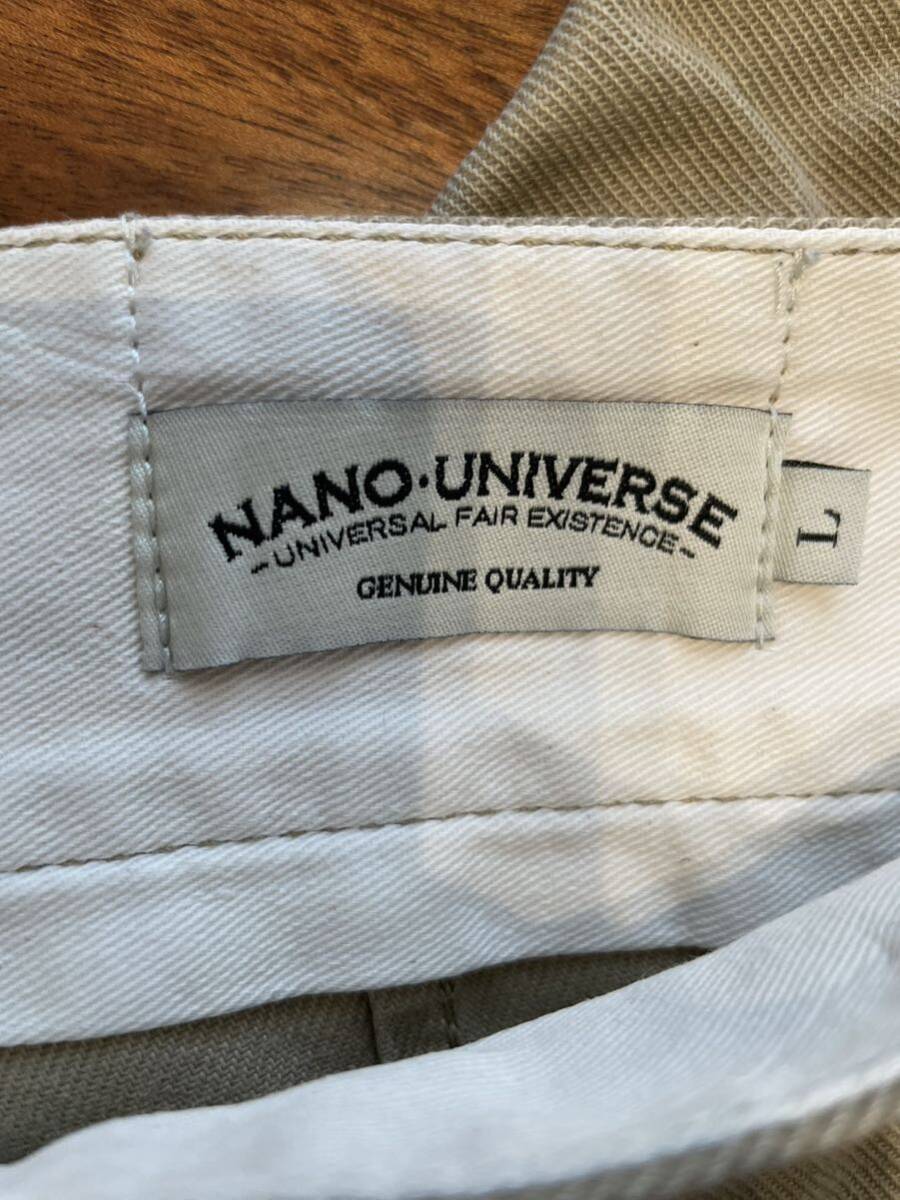 NANO·UNIVERSE
-UNIVERSAL FAIR EXISTENCE-
GENUINE QUALITY
L